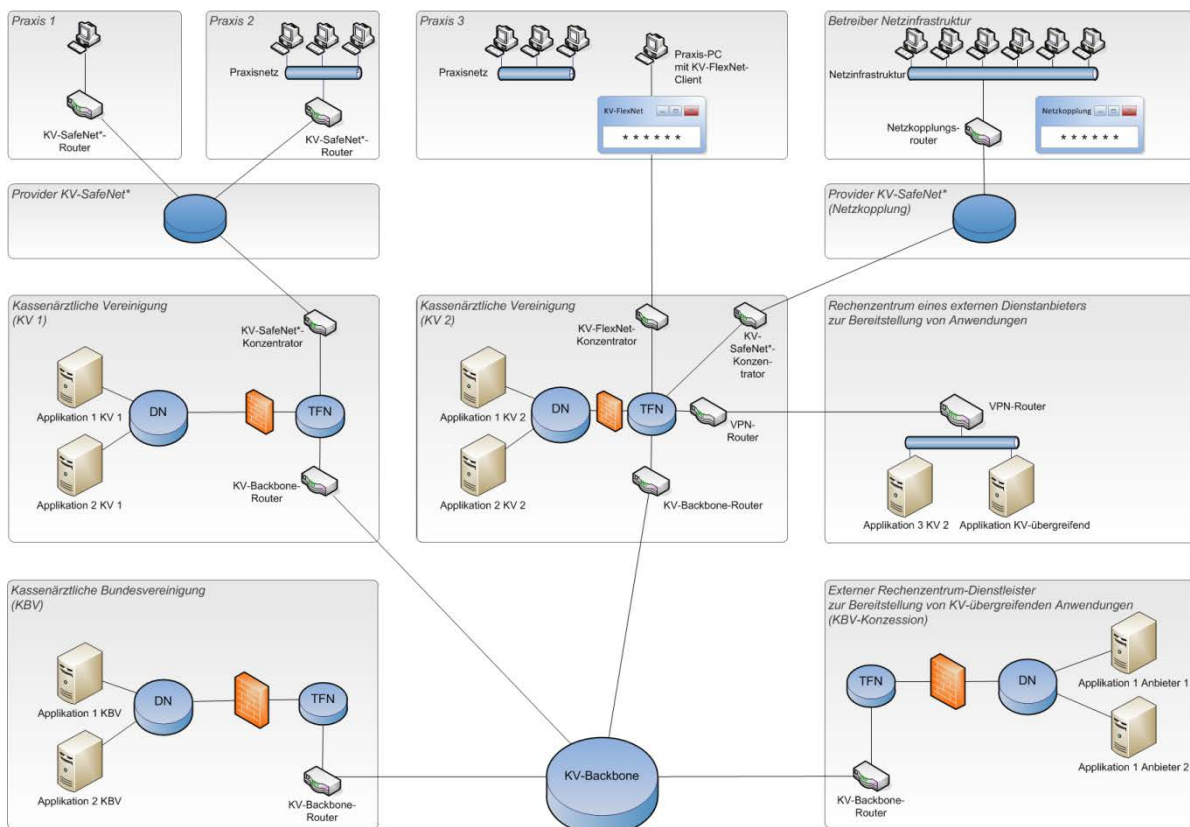 Praxis 1
KV-SafeNet*-
Router
Praxis 2
Praxisnetz
KV-SafeNet*-
Router
Praxis 3
Praxisnetz
Praxis-PC
mit KV-FlexNet-
Client
KV-FlexNet
* * * * * *
Betreiber Netzinfrastruktur
Netzinfrastruktur
Netzkopplungs-
router
Netzkopplung
* * * * * *
Provider KV-SafeNet*
Provider KV-SafeNet*
(Netzkopplung)
Kassenärztliche Vereinigung
(KV 1)
KV-SafeNet*-
Konzentrator
Applikation 1 KV 1
DN
TFN
Applikation 2 KV 1
KV-Backbone-
Router
Kassenärztliche Vereinigung
(KV 2)
KV-FlexNet-
Konzentrator
KV-
SafeNet*-
Konzen-
trator
Applikation 1 KV 2
DN
TFN
VPN-
Router
Applikation 2 KV 2
KV-Backbone-Router
Rechenzentrum eines externen Dienstanbieters
zur Bereitstellung von Anwendungen
VPN-Router
Applikation 3 KV 2
Applikation KV-übergreifend
Kassenärztliche Bundesvereinigung
(KBV)
Applikation 1 KBV
DN
TFN
Applikation 2 KBV
KV-Backbone-
Router
KV-Backbone
Externer Rechenzentrum-Dienstleister
zur Bereitstellung von KV-übergreifenden Anwendungen
(KBV-Konzession)
TFN
DN
Applikation 1 Anbieter 1
Applikation 1 Anbieter 2
KV-Backbone-
Router